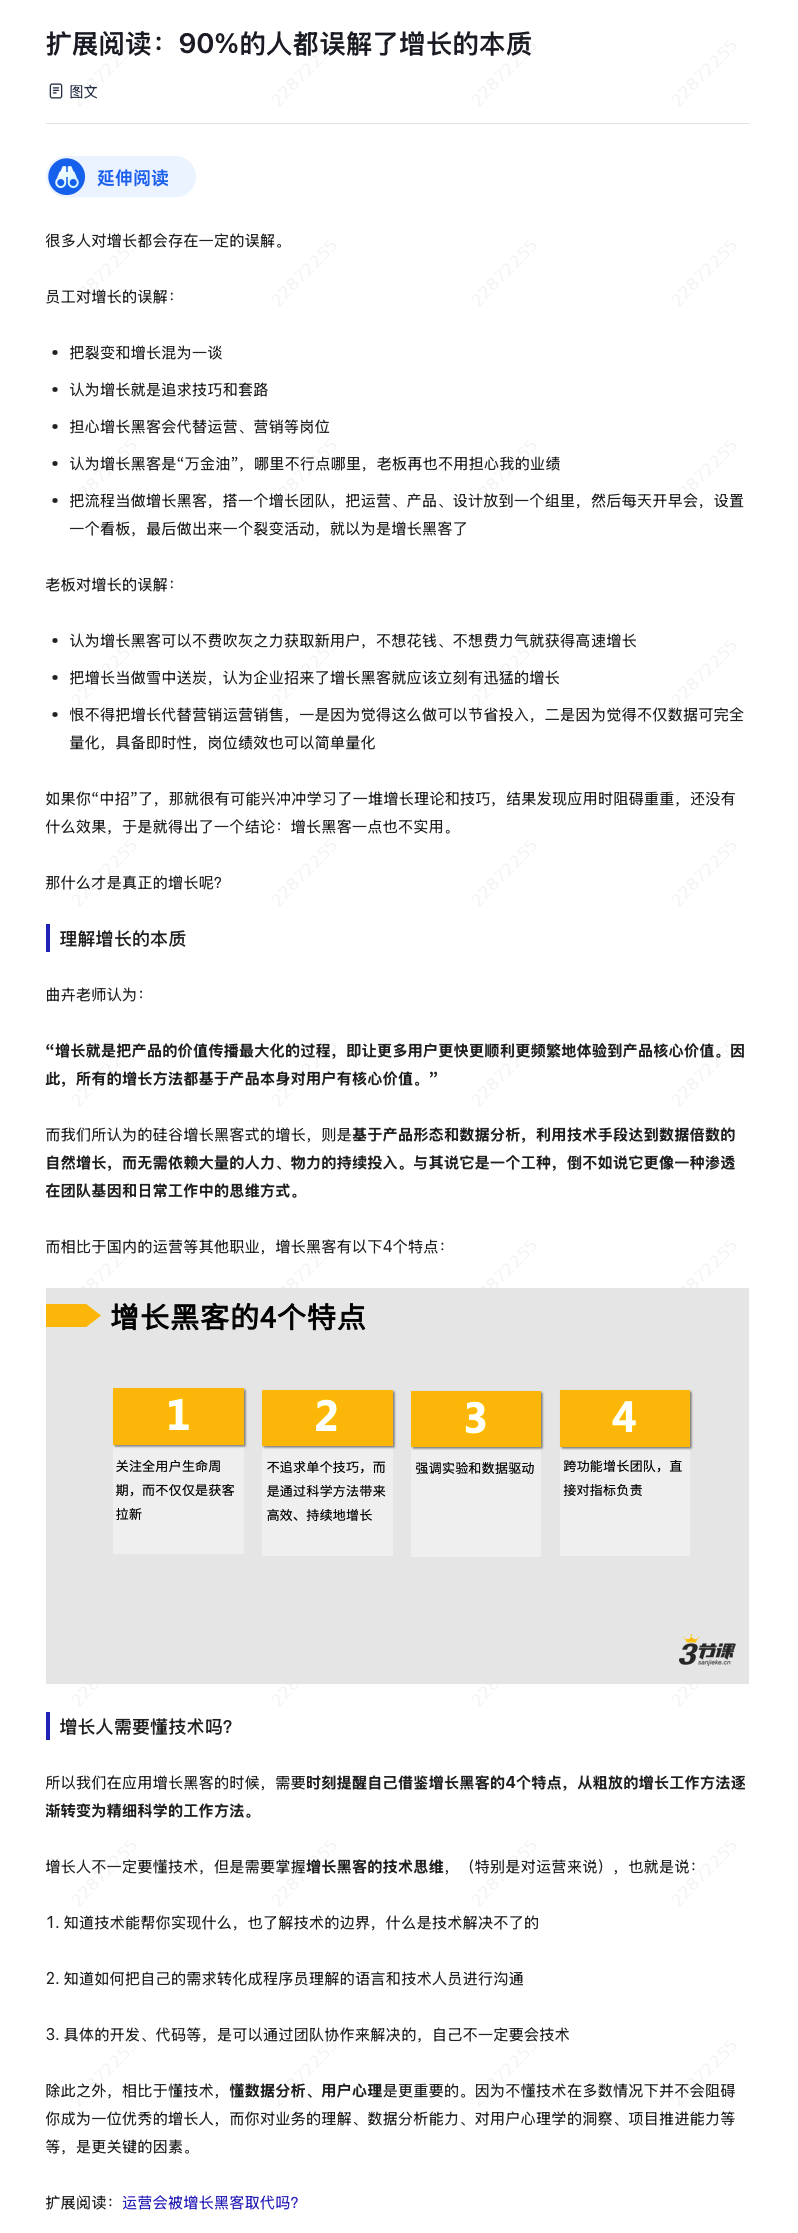 扩展阅读：90%的人都误解了增长的本质
图文
延伸阅读
很多人对增长都会存在一定的误解。
员工对增长的误解：
• 把裂变和增长混为一谈
• 认为增长就是追求技巧和套路
• 担心增长黑客会代替运营、营销等岗位
• 认为增长黑客是“万金油”，哪里不行点哪里，老板再也不用担心我的业绩
• 把流程当做增长黑客，搭一个增长团队，把运营、产品、设计放到一个组里，然后每天开早会，设置
一个看板，最后做出来一个裂变活动，就以为是增长黑客了
老板对增长的误解：
• 认为增长黑客可以不费吹灰之力获取新用户，不想花钱、不想费力气就获得高速增长
• 把增长当做雪中送炭，认为企业招来了增长黑客就应该立刻有迅猛的增长
• 恨不得把增长代替营销运营销售，一是因为觉得这么做可以节省投入，二是因为觉得不仅数据可完全
量化，具备即时性，岗位绩效也可以简单量化
如果你“中招”了，那就很有可能兴冲冲学习了一堆增长理论和技巧，结果发现应用时阻碍重重，还没有
什么效果，于是就得出了一个结论：增长黑客一点也不实用。
那什么才是真正的增长呢?
理解增长的本质
曲卉老师认为：
“增长就是把产品的价值传播最大化的过程，即让更多用户更快更顺利更频繁地体验到产品核心价值。因
此，所有的增长方法都基于产品本身对用户有核心价值。”
而我们所认为的硅谷增长黑客式的增长，则是基于产品形态和数据分析，利用技术手段达到数据倍数的
自然增长，而无需依赖大量的人力、物力的持续投入。与其说它是一个工种，倒不如说它更像一种渗透
在团队基因和日常工作中的思维方式。
而相比于国内的运营等其他职业，增长黑客有以下4个特点：
增长黑客的4个特点
1
关注全用户生命周
期，而不仅仅是获客
拉新
2
不追求单个技巧，而
是通过科学方法带来
高效、持续地增长
3
强调实验和数据驱动
4
跨功能增长团队，直
接对指标负责
3节课
sanjieke.cn
增长人需要懂技术吗?
所以我们在应用增长黑客的时候，需要时刻提醒自己借鉴增长黑客的4个特点，从粗放的增长工作方法逐
渐转变为精细科学的工作方法。
增长人不一定要懂技术，但是需要掌握增长黑客的技术思维，（特别是对运营来说），也就是说：
1. 知道技术能帮你实现什么，也了解技术的边界，什么是技术解决不了的
2. 知道如何把自己的需求转化成程序员理解的语言和技术人员进行沟通
3. 具体的开发、代码等，是可以通过团队协作来解决的，自己不一定要会技术
除此之外，相比于懂技术，懂数据分析、用户心理是更重要的。因为不懂技术在多数情况下并不会阻碍
你成为一位优秀的增长人，而你对业务的理解、数据分析能力、对用户心理学的洞察、项目推进能力等
等，是更关键的因素。
扩展阅读：运营会被增长黑客取代吗?
22872255